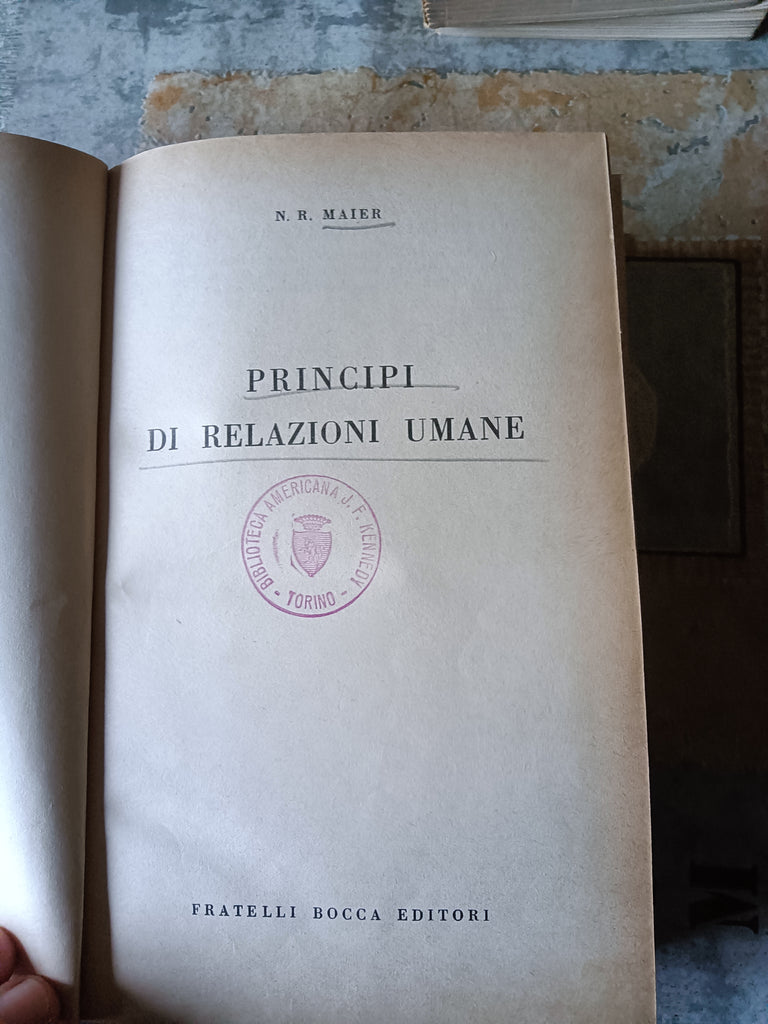 N. R. MAIER
PRINCIPI
DI RELAZIONI UMANE
BIBLIOTECA AMERICANA J. F. KENNEDY
- TORINO -
FRATELLI BOCCA EDITORI